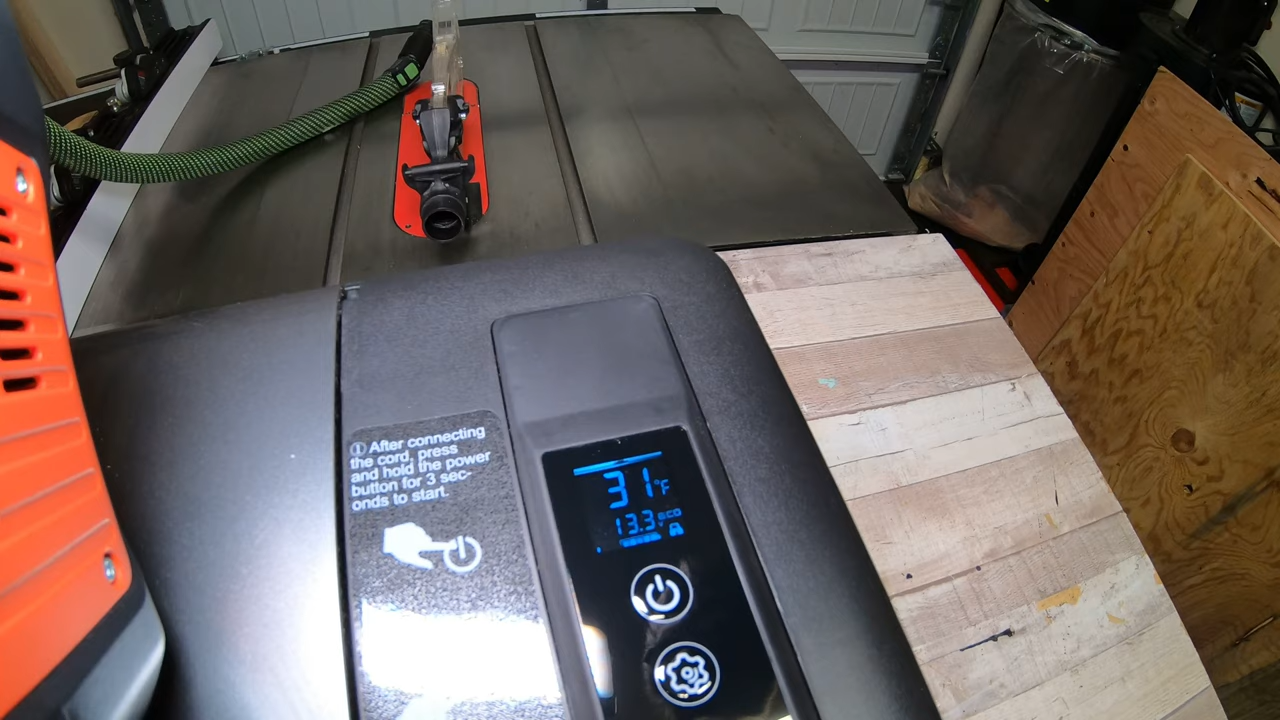 ① After connecting
the cord, press
and hold the power
button for 3 sec-
onds to start.
31°F
13.3 V eco